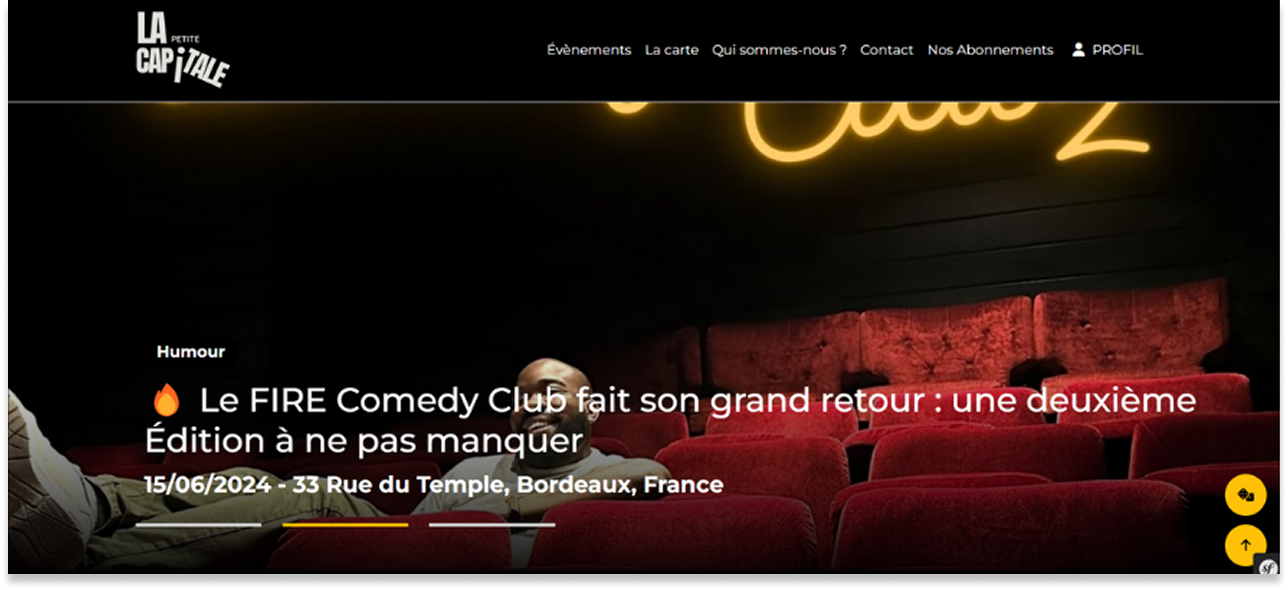 LA
PETITE
CAPiTALE
Évènements La carte Qui sommes-nous ? Contact Nos Abonnements PROFIL
Humour
🔥 Le FIRE Comedy Club fait son grand retour : une deuxième
Édition à ne pas manquer
15/06/2024 - 33 Rue du Temple, Bordeaux, France
sf